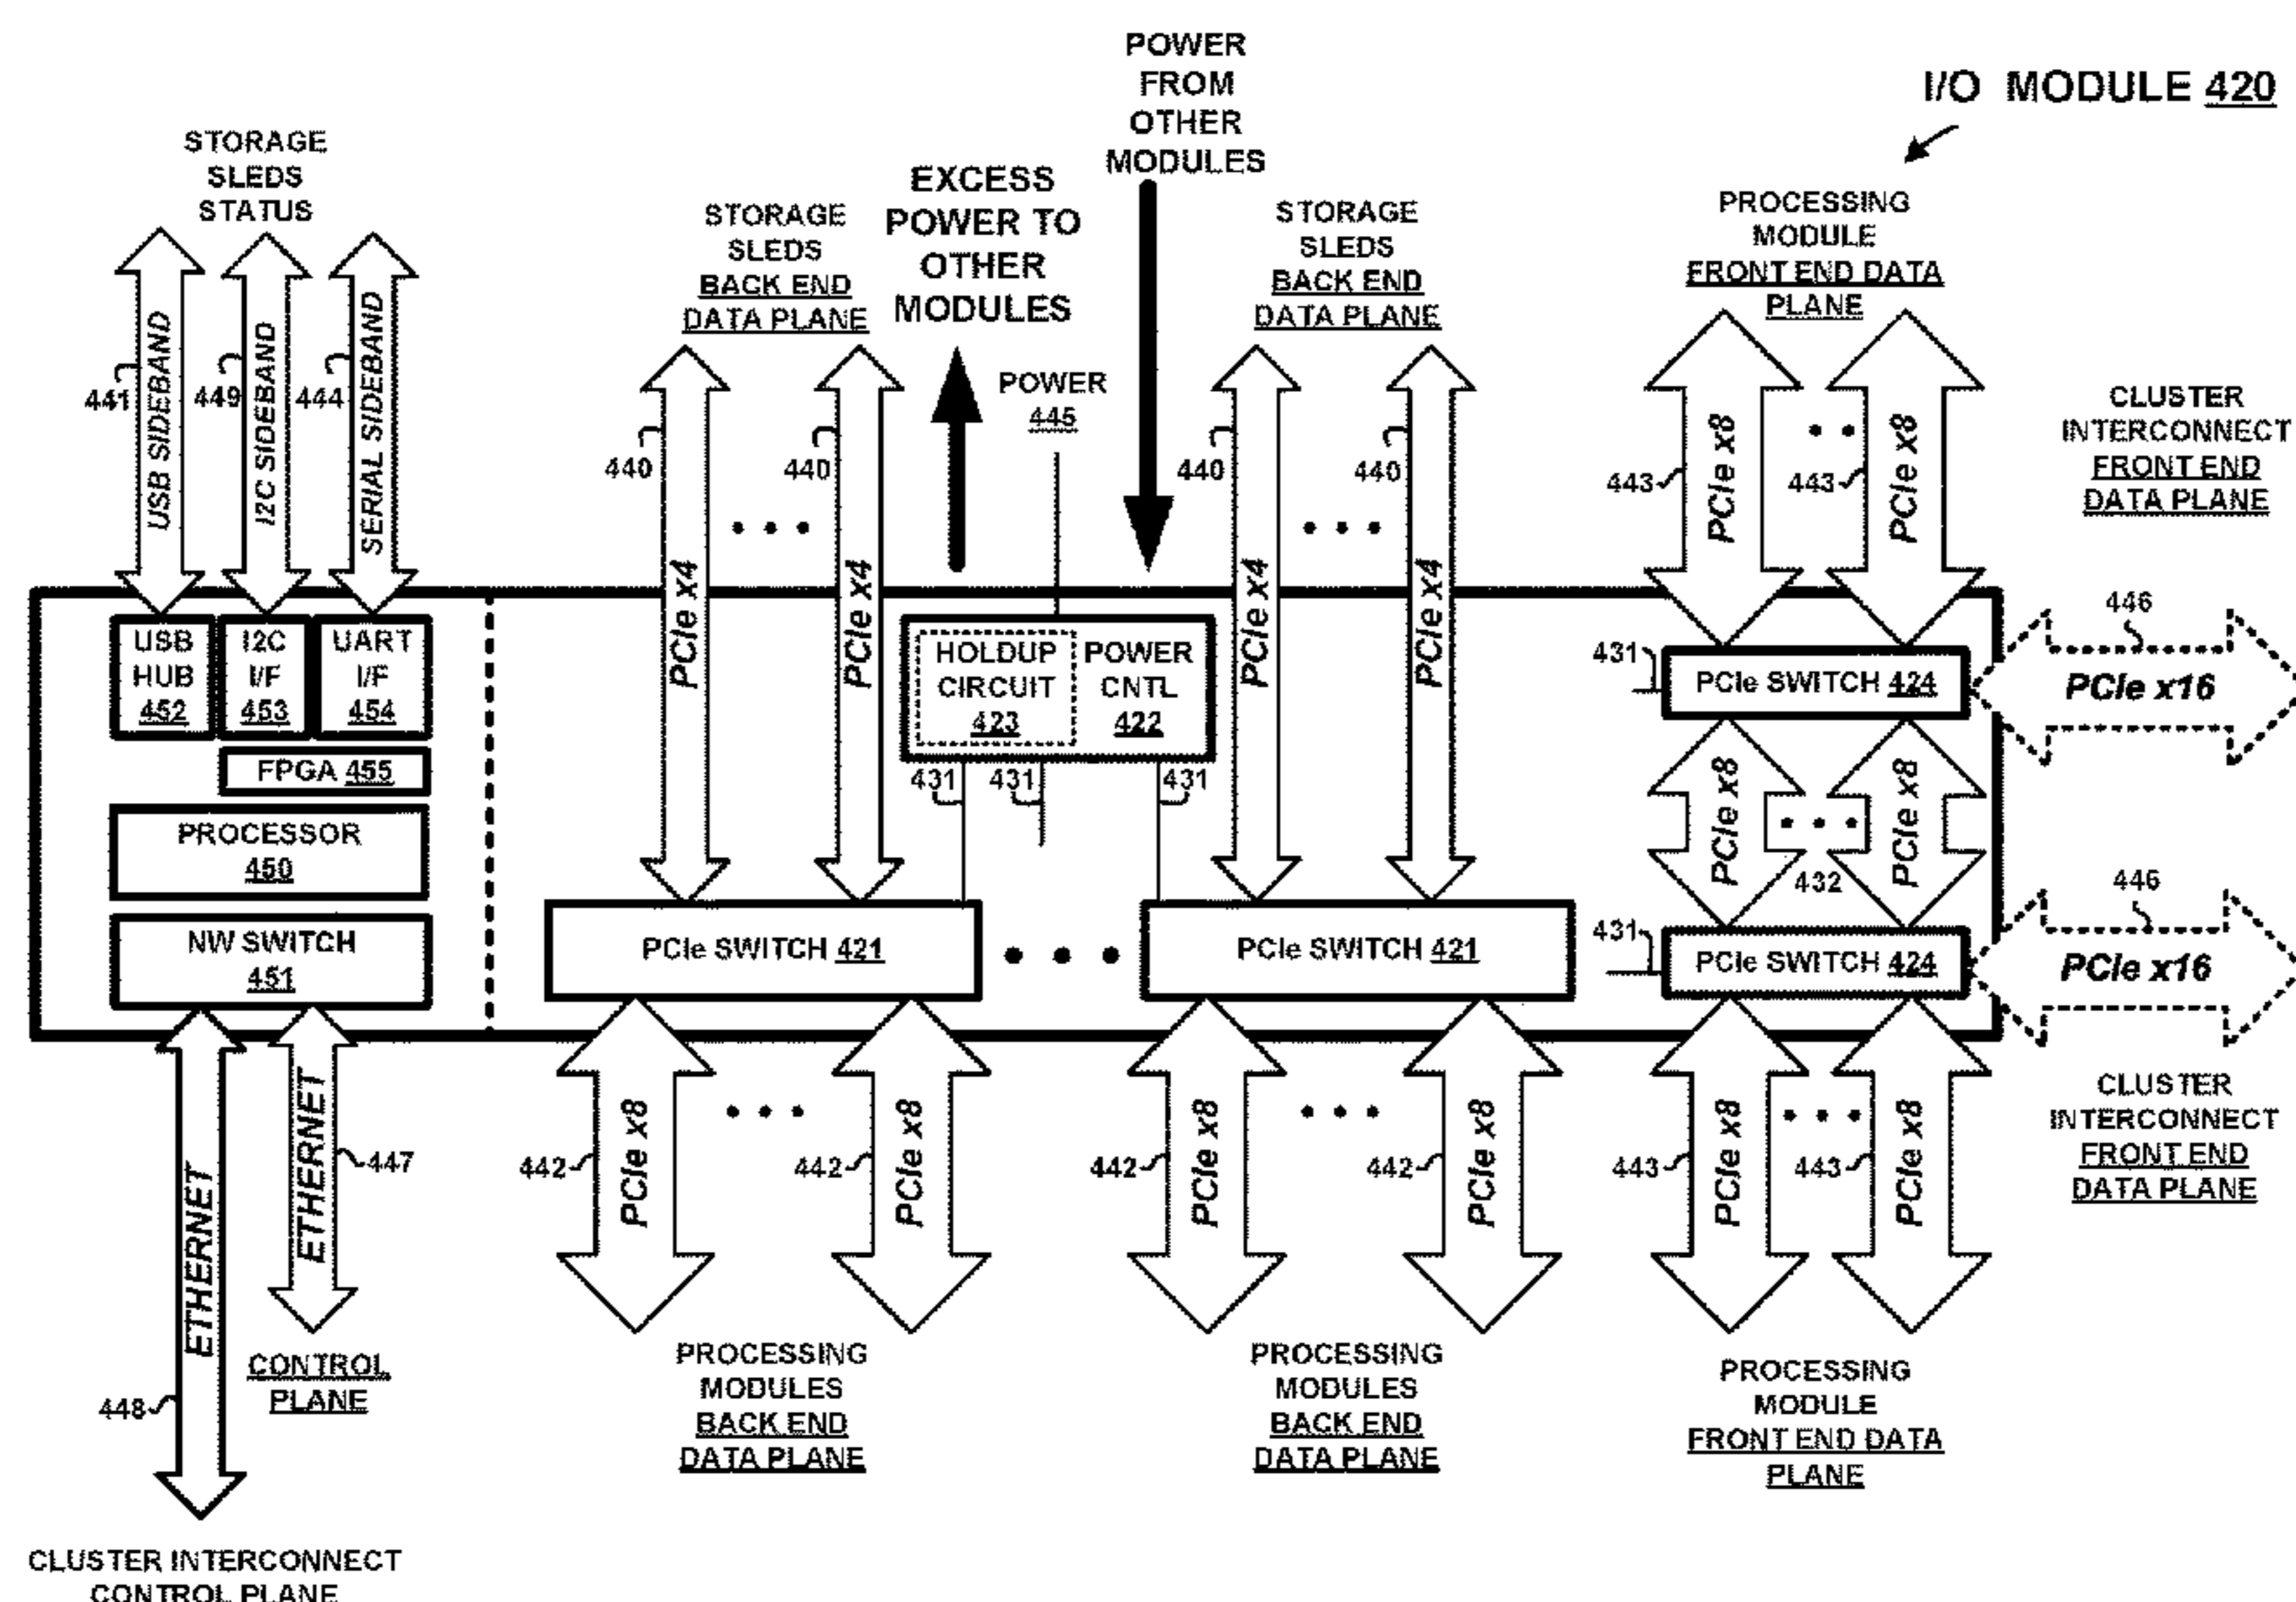 I/O MODULE 420
STORAGE
SLEDS
STATUS
441
USB SIDEBAND
449
I2C SIDEBAND
444
SERIAL SIDEBAND
STORAGE
SLEDS
BACK END
DATA PLANE
440
PCIe x4
• • •
440
PCIe x4
EXCESS
POWER TO
OTHER
MODULES
POWER
445
POWER
FROM
OTHER
MODULES
STORAGE
SLEDS
BACK END
DATA PLANE
440
PCIe x4
• • •
440
PCIe x4
PROCESSING
MODULE
FRONT END DATA
PLANE
443
PCIe x8
• •
443
PCIe x8
CLUSTER
INTERCONNECT
FRONT END
DATA PLANE
446
PCIe x16
USB
HUB
452
I2C
I/F
453
UART
I/F
454
FPGA 455
PROCESSOR
450
NW SWITCH
451
HOLDUP
CIRCUIT
423
POWER
CNTL
422
431
431
431
PCIe SWITCH 421
• • •
PCIe SWITCH 421
431
PCIe SWITCH 424
PCIe x8
• • •
432
PCIe x8
431
PCIe SWITCH 424
446
PCIe x16
CLUSTER
INTERCONNECT
FRONT END
DATA PLANE
448
ETHERNET
ETHERNET
447
CONTROL
PLANE
CLUSTER INTERCONNECT
CONTROL PLANE
442
PCIe x8
• • •
442
PCIe x8
PROCESSING
MODULES
BACK END
DATA PLANE
442
PCIe x8
• • •
442
PCIe x8
PROCESSING
MODULES
BACK END
DATA PLANE
443
PCIe x8
• • •
443
PCIe x8
PROCESSING
MODULE
FRONT END DATA
PLANE